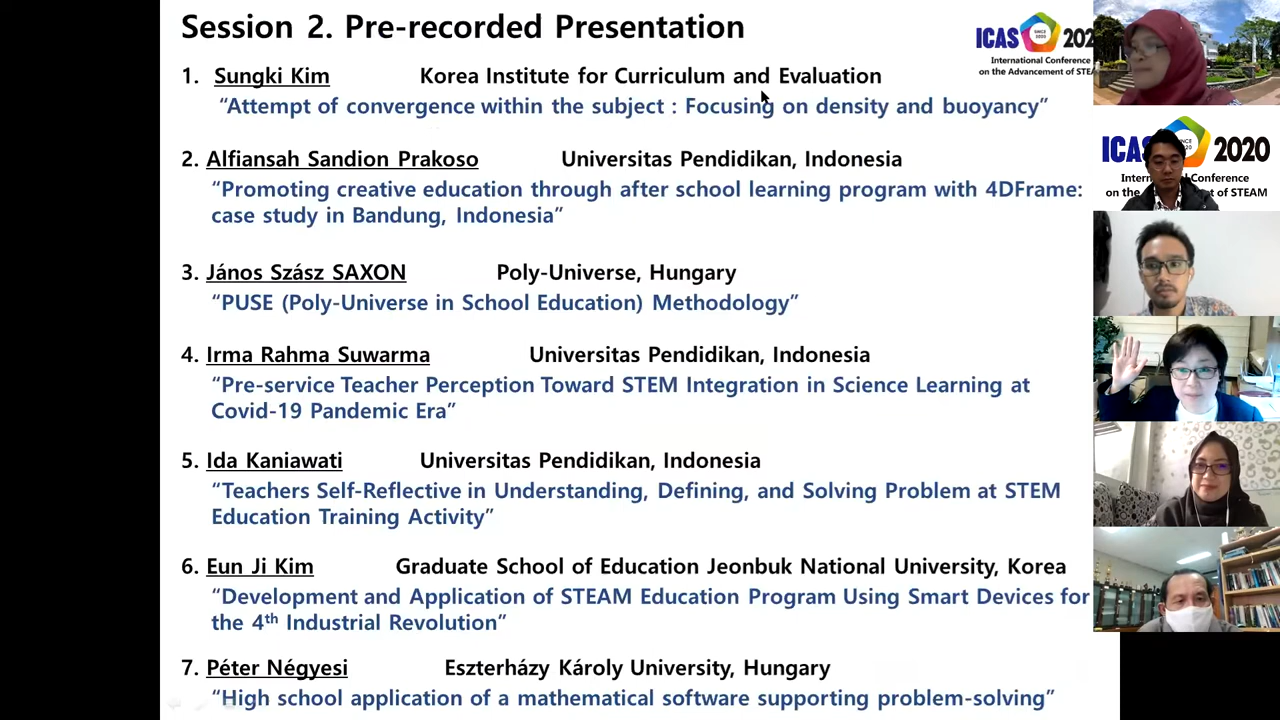 Session 2. Pre-recorded Presentation
ICAS SINCE 2020 202
International Conference
on the Advancement of STEA
1. Sungki Kim Korea Institute for Curriculum and Evaluation
“Attempt of convergence within the subject : Focusing on density and buoyancy”
2. Alfiansah Sandion Prakoso Universitas Pendidikan, Indonesia
“Promoting creative education through after school learning program with 4DFrame:
case study in Bandung, Indonesia”
3. János Szász SAXON Poly-Universe, Hungary
“PUSE (Poly-Universe in School Education) Methodology”
4. Irma Rahma Suwarma Universitas Pendidikan, Indonesia
“Pre-service Teacher Perception Toward STEM Integration in Science Learning at
Covid-19 Pandemic Era”
5. Ida Kaniawati Universitas Pendidikan, Indonesia
“Teachers Self-Reflective in Understanding, Defining, and Solving Problem at STEM
Education Training Activity”
6. Eun Ji Kim Graduate School of Education Jeonbuk National University, Korea
“Development and Application of STEAM Education Program Using Smart Devices for
the 4th Industrial Revolution”
7. Péter Négyesi Eszterházy Károly University, Hungary
“High school application of a mathematical software supporting problem-solving”
ICAS 2020
Conference
on the of STEAM